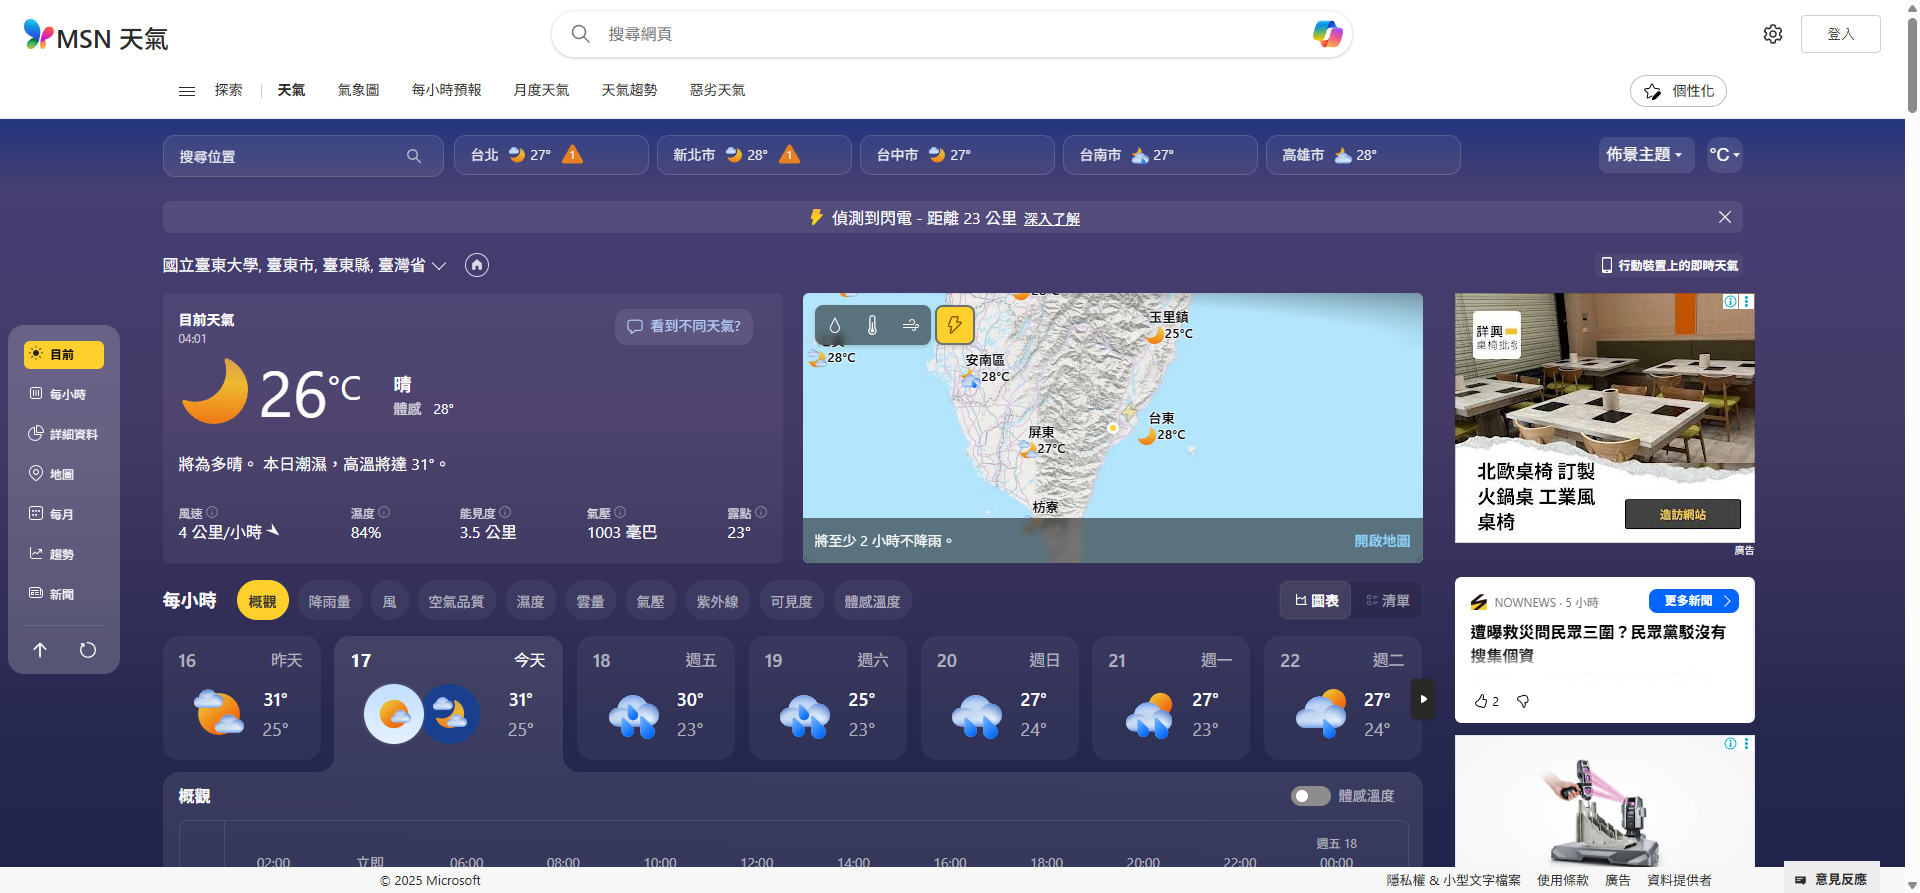 MSN 天氣
搜尋網頁
登入
探索
天氣
氣象圖
每小時預報
月度天氣
天氣趨勢
惡劣天氣
個性化
搜尋位置
台北 27° 1
新北市 28° 1
台中市 27°
台南市 27°
高雄市 28°
佈景主題
°C
偵測到閃電 - 距離 23 公里 深入了解
國立臺東大學, 臺東市, 臺東縣, 臺灣省
行動裝置上的即時天氣
目前
每小時
詳細資料
地圖
每月
趨勢
新聞
目前天氣
04:01
看到不同天氣?
26°C
晴
體感 28°
將為多晴。 本日潮濕，高溫將達 31°。
風速
4 公里/小時
濕度
84%
能見度
3.5 公里
氣壓
1003 毫巴
露點
23°
玉里鎮
25°C
28°C
安南區
28°C
台東
28°C
屏東
27°C
枋寮
將至少 2 小時不降雨。
開啟地圖
詳興
桌椅批發
北歐桌椅 訂製
火鍋桌 工業風
桌椅
造訪網站
廣告
每小時
概觀
降雨量
風
空氣品質
濕度
雲量
氣壓
紫外線
可見度
體感溫度
圖表
清單
16 昨天
31°
25°
17 今天
31°
25°
18 週五
30°
23°
19 週六
25°
23°
20 週日
27°
24°
21 週一
27°
23°
22 週二
27°
24°
NOWNEWS · 5 小時
更多新聞
遭曝救災問民眾三圍？民眾黨駁沒有
搜集個資
2
概觀
體感溫度
週五 18
02:00 立即 06:00 08:00 10:00 12:00 14:00 16:00 18:00 20:00 22:00 00:00
© 2025 Microsoft
隱私權 & 小型文字檔案
使用條款
廣告
資料提供者
意見反應